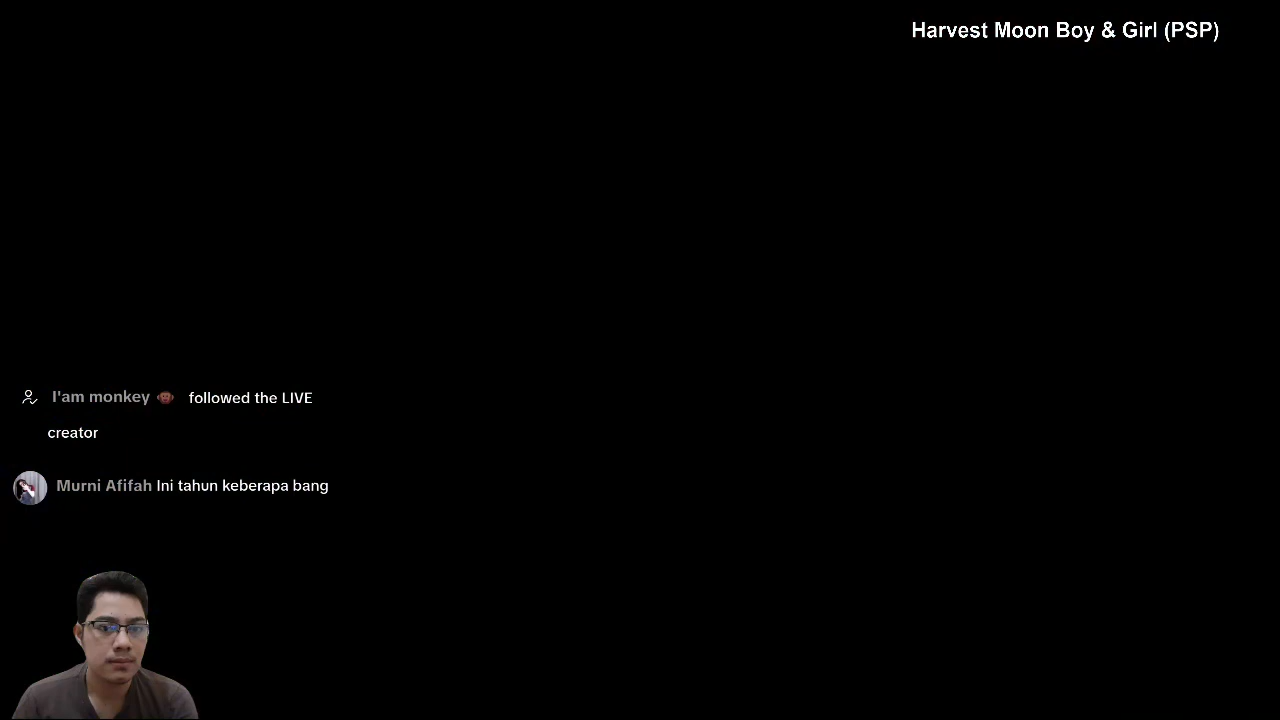 Harvest Moon Boy & Girl (PSP)
I'am monkey 🐵 followed the LIVE
creator
Murni Afifah Ini tahun keberapa bang